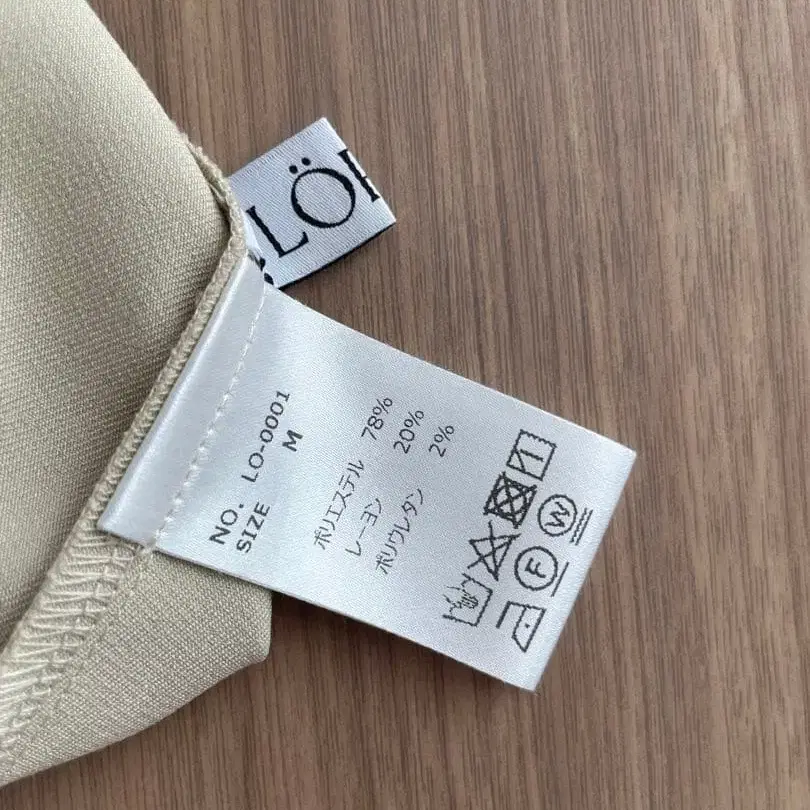 LÖ
NO. LO-0001
SIZE M
ポリエステル 78%
レーヨン 20%
ポリウレタン 2%
W
F